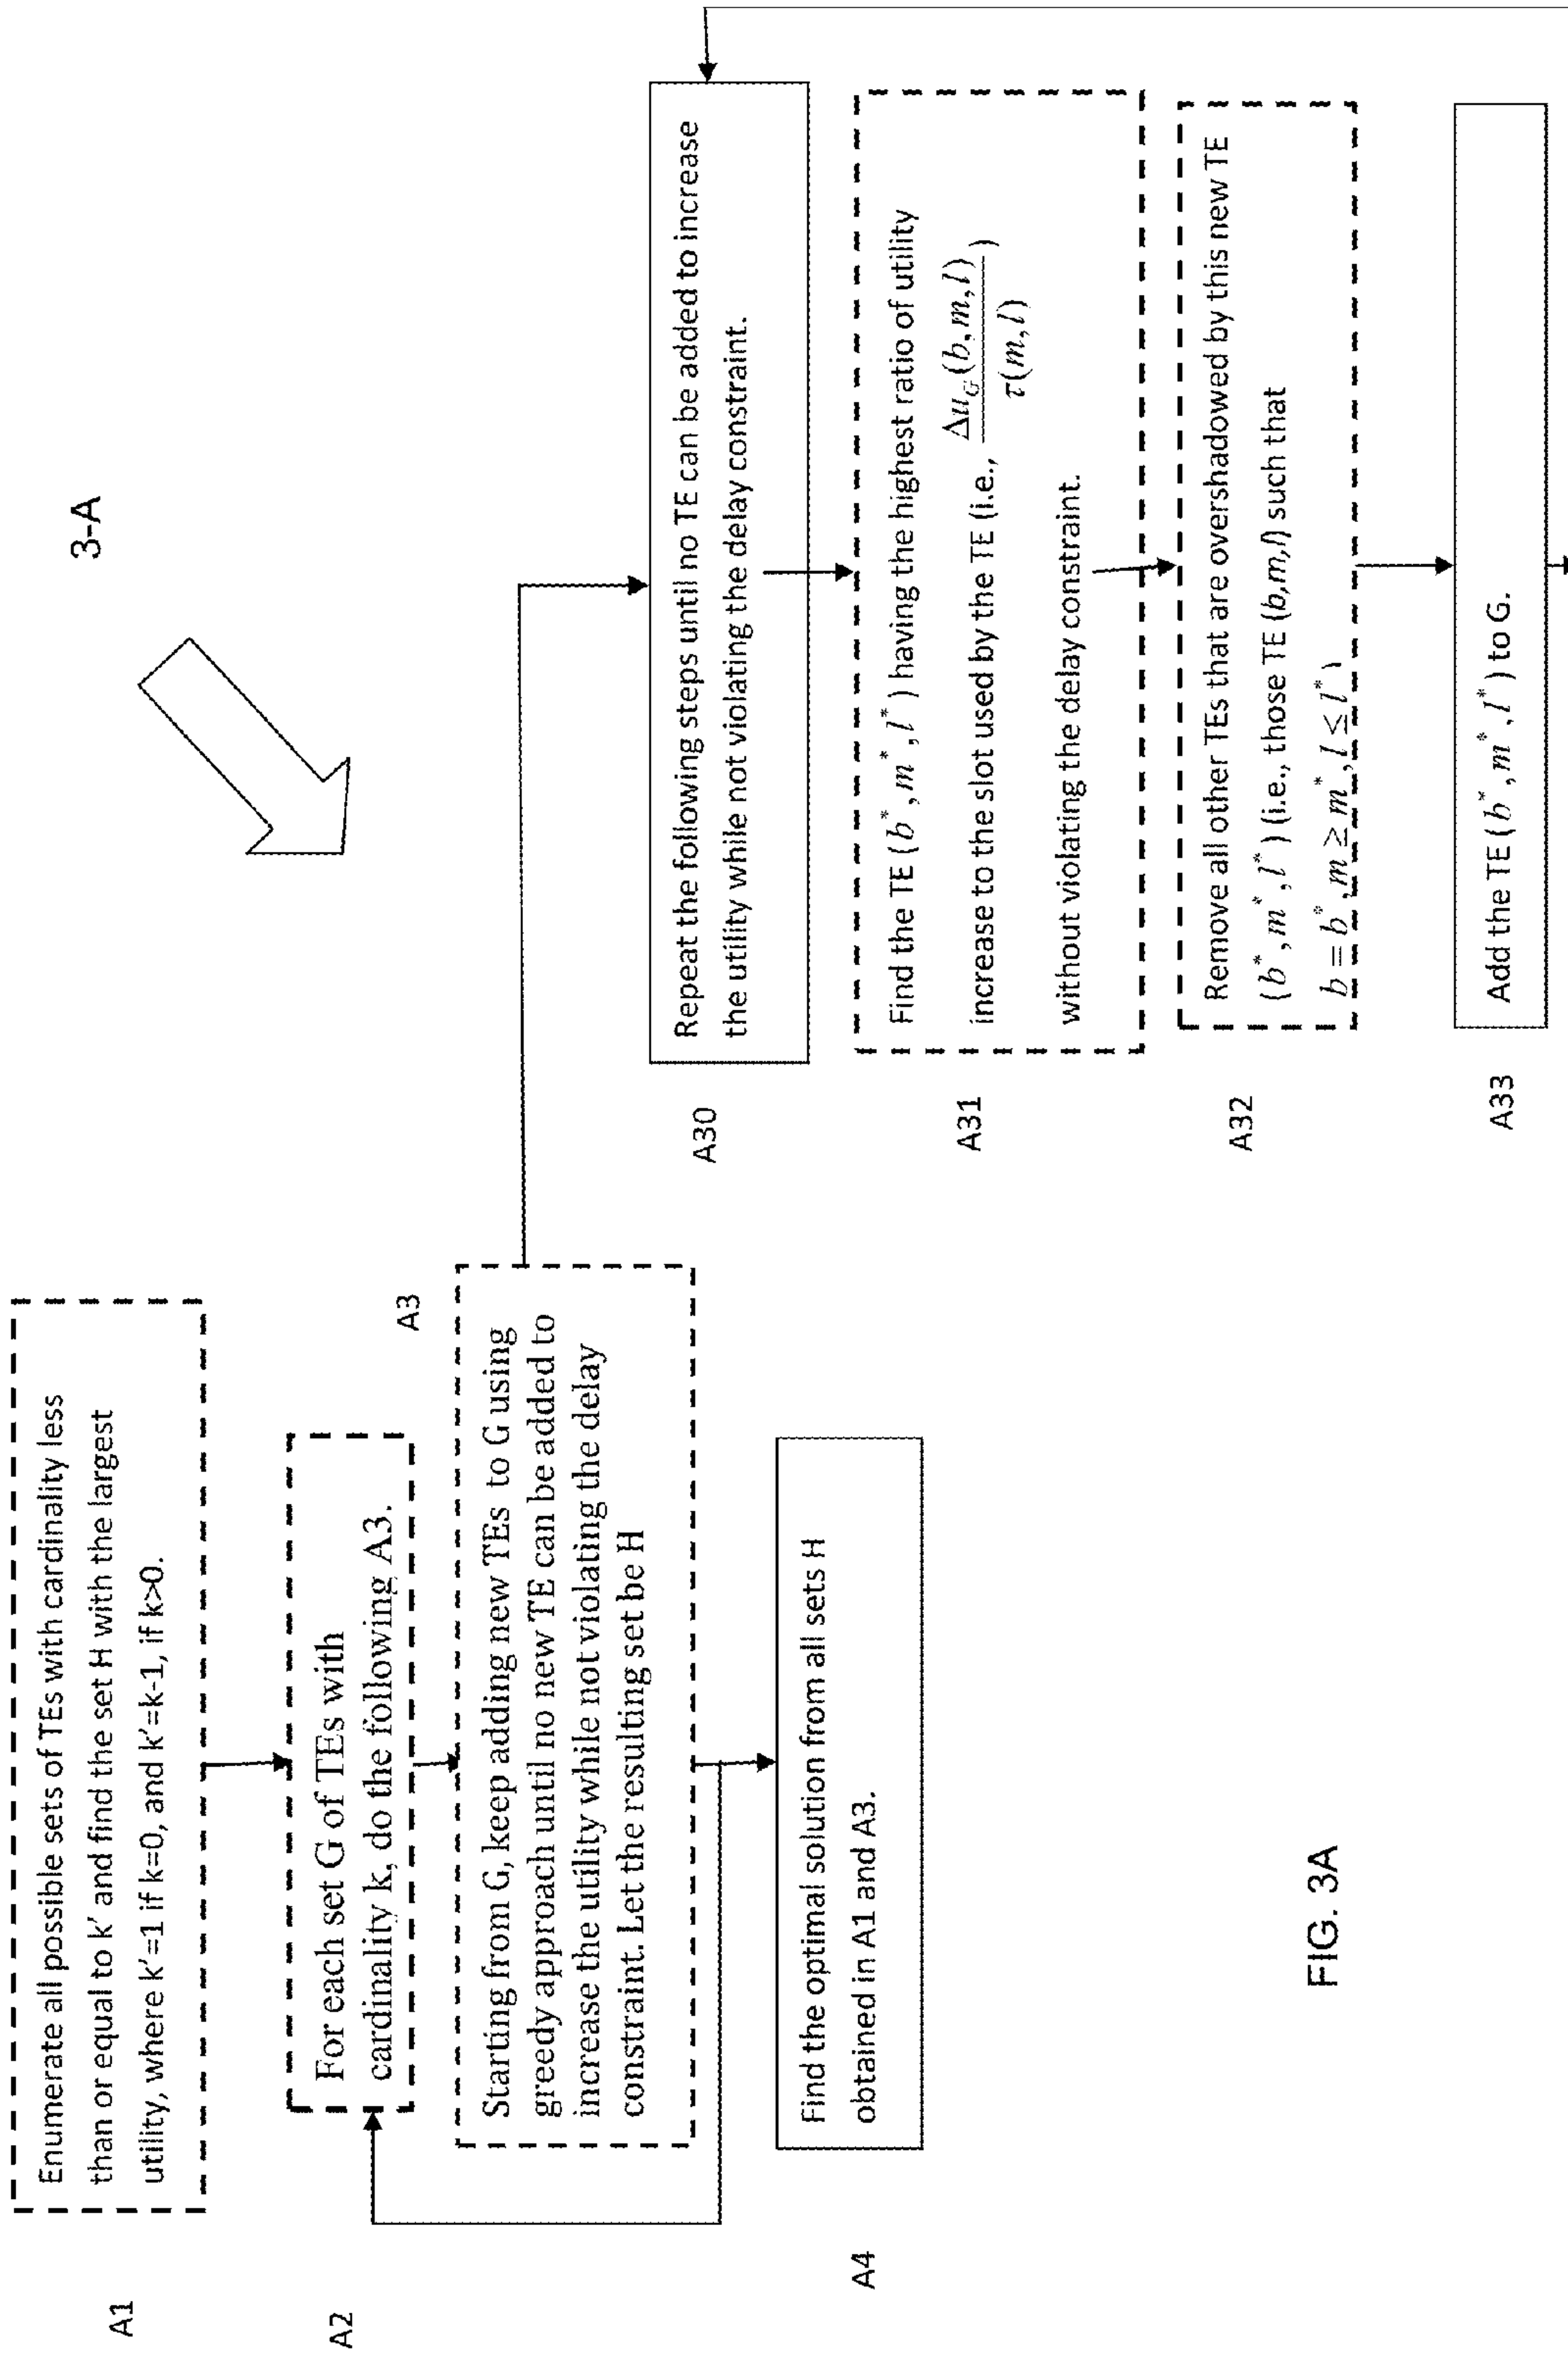 3-A
A1
Enumerate all possible sets of TEs with cardinality less
than or equal to k' and find the set H with the largest
utility, where k'=1 if k=0, and k'=k-1, if k>0.
A2
For each set G of TEs with
cardinality k, do the following A3.
A3
Starting from G, keep adding new TEs to G using
greedy approach until no new TE can be added to
increase the utility while not violating the delay
constraint. Let the resulting set be H
A4
Find the optimal solution from all sets H
obtained in A1 and A3.
A30
Repeat the following steps until no TE can be added to increase
the utility while not violating the delay constraint.
A31
Find the TE (b*, m*, l*) having the highest ratio of utility
increase to the slot used by the TE (i.e., Δu_G(b,m,l) / τ(m,l) )
without violating the delay constraint.
A32
Remove all other TEs that are overshadowed by this new TE
(b*, m*, l*) (i.e., those TE (b,m,l) such that
b = b*, m ≥ m*, l ≤ l*)
A33
Add the TE (b*, m*, l*) to G.
FIG. 3A